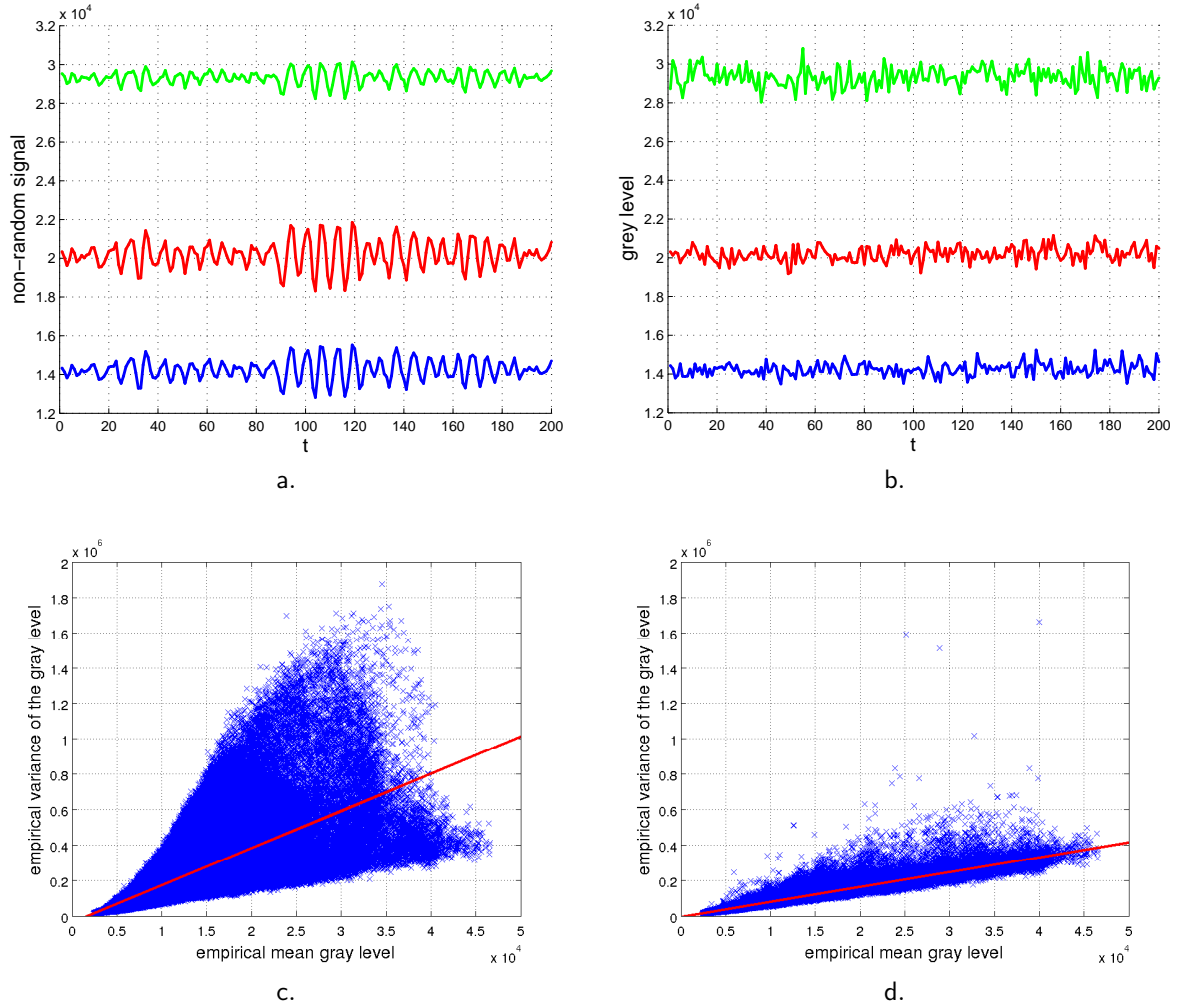 x 10^4
3.2
3
2.8
2.6
2.4
2.2
2
1.8
1.6
1.4
1.2
non−random signal
0 20 40 60 80 100 120 140 160 180 200
t
a.
x 10^4
3.2
3
2.8
2.6
2.4
2.2
2
1.8
1.6
1.4
1.2
grey level
0 20 40 60 80 100 120 140 160 180 200
t
b.
x 10^6
2
1.8
1.6
1.4
1.2
1
0.8
0.6
0.4
0.2
0
empirical variance of the gray level
0 0.5 1 1.5 2 2.5 3 3.5 4 4.5 5
empirical mean gray level
x 10^4
c.
x 10^6
2
1.8
1.6
1.4
1.2
1
0.8
0.6
0.4
0.2
0
empirical variance of the gray level
0 0.5 1 1.5 2 2.5 3 3.5 4 4.5 5
empirical mean gray level
x 10^4
d.